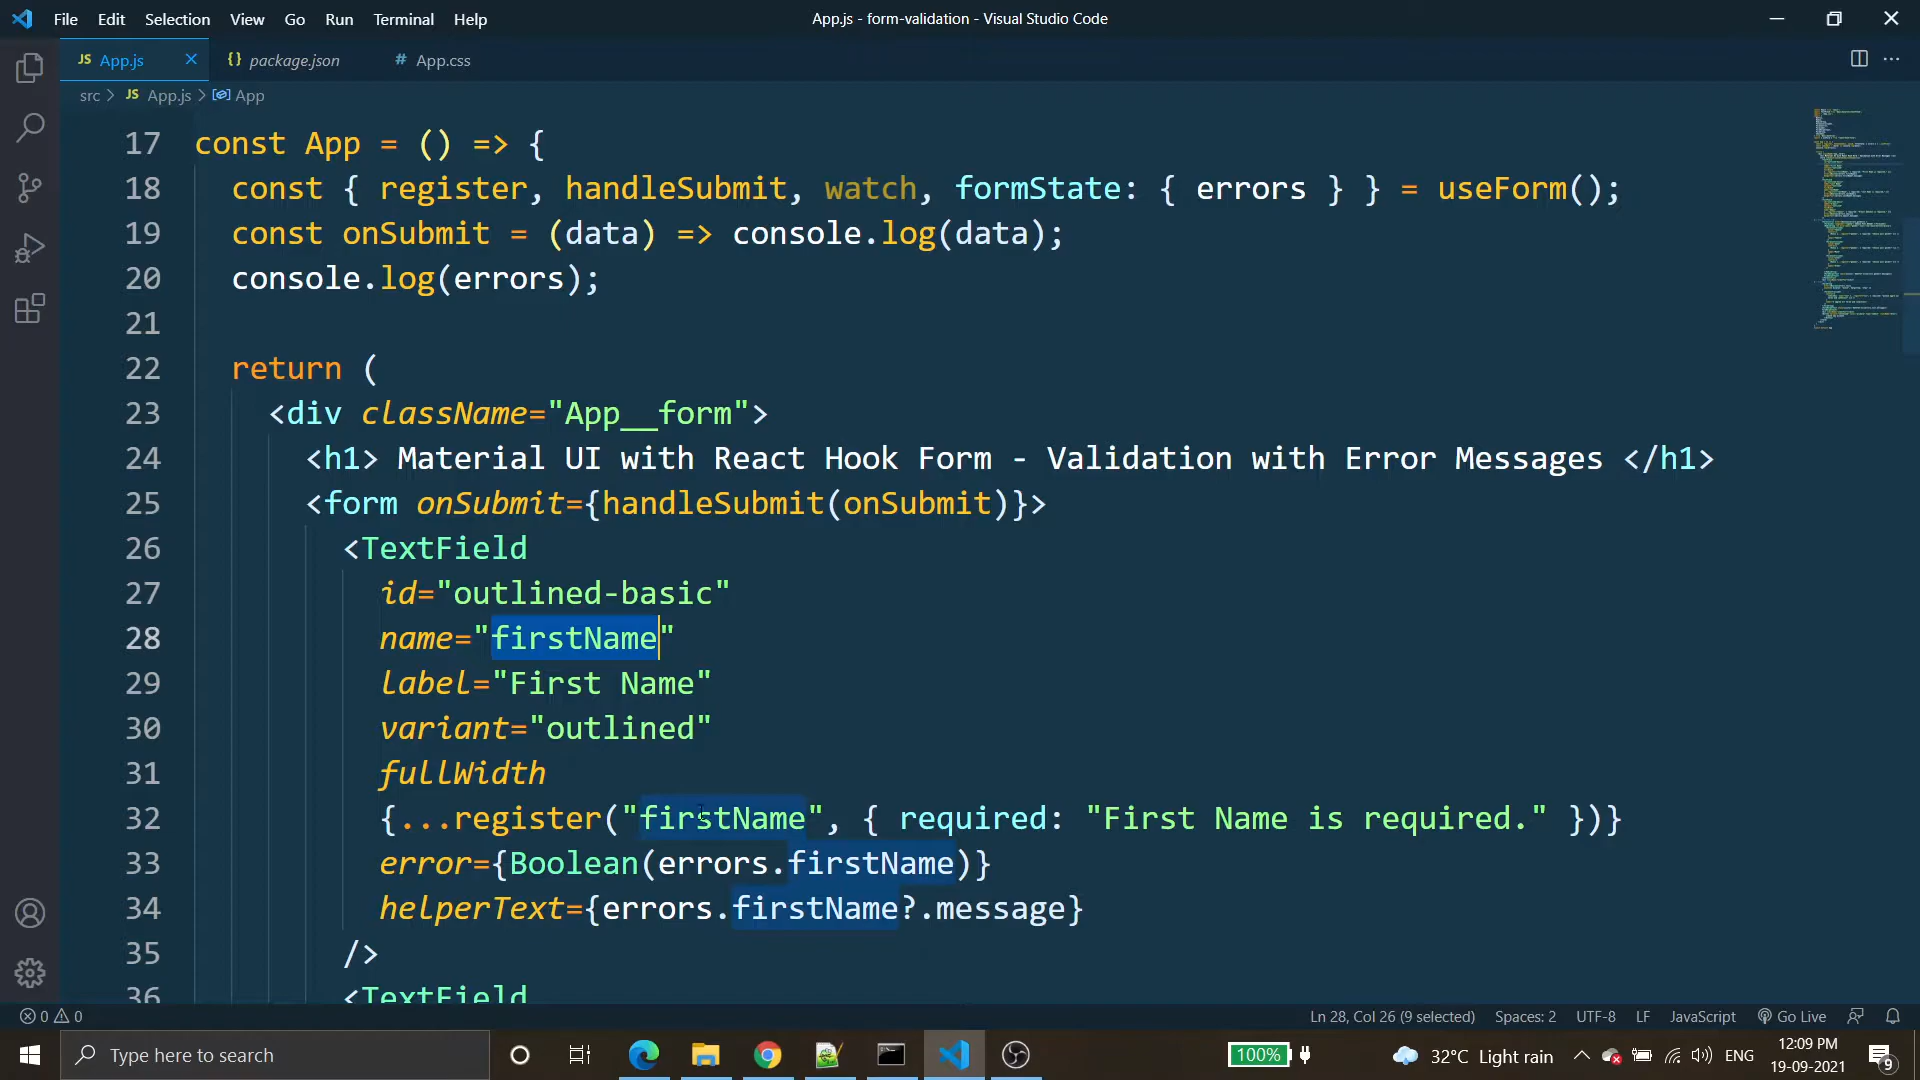 File Edit Selection View Go Run Terminal Help App.js - form-validation - Visual Studio Code
JS App.js {} package.json # App.css
src > JS App.js > App
17 const App = () => {
18 const { register, handleSubmit, watch, formState: { errors } } = useForm();
19 const onSubmit = (data) => console.log(data);
20 console.log(errors);
21
22 return (
23 <div className="App__form">
24 <h1> Material UI with React Hook Form - Validation with Error Messages </h1>
25 <form onSubmit={handleSubmit(onSubmit)}>
26 <TextField
27 id="outlined-basic"
28 name="firstName"
29 label="First Name"
30 variant="outlined"
31 fullWidth
32 {...register("firstName", { required: "First Name is required." })}
33 error={Boolean(errors.firstName)}
34 helperText={errors.firstName?.message}
35 />
36 <TextField
0 0 Ln 28, Col 26 (9 selected) Spaces: 2 UTF-8 LF JavaScript Go Live
Type here to search 100% 32°C Light rain ENG 12:09 PM
19-09-2021 9